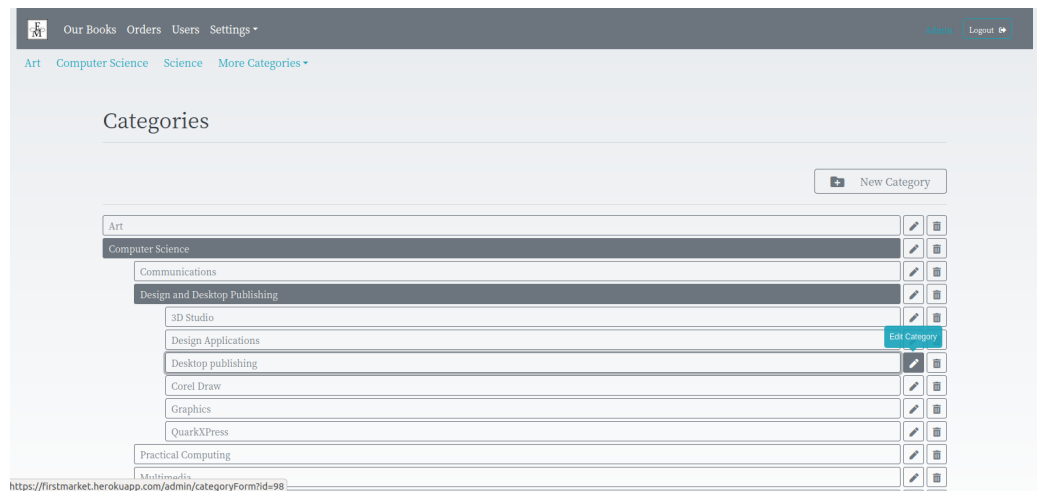 FM
Our Books Orders Users Settings
Logout
Art Computer Science Science More Categories
Categories
New Category
Art
Computer Science
Communications
Design and Desktop Publishing
3D Studio
Design Applications
Edit Category
Desktop publishing
Corel Draw
Graphics
QuarkXPress
Practical Computing
Multimedia
https://firstmarket.herokuapp.com/admin/categoryForm?id=98